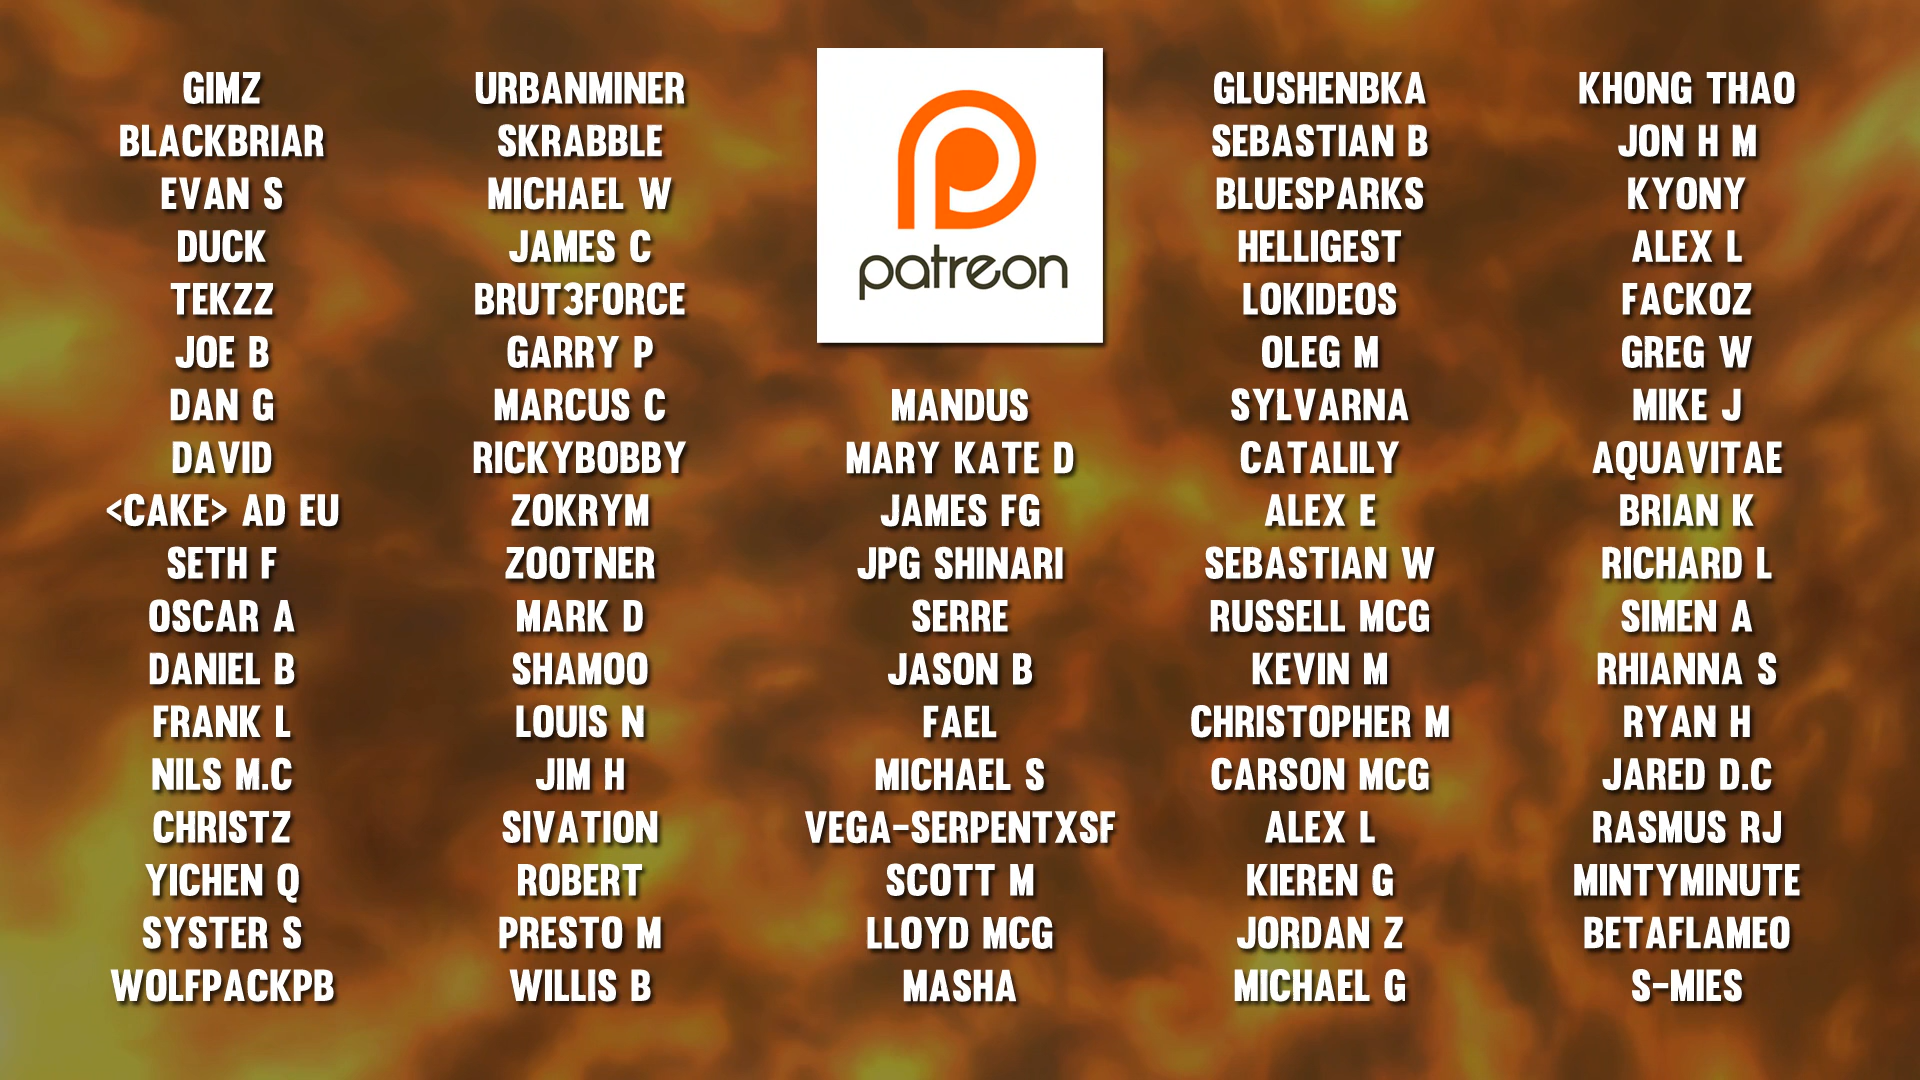 GIMZ
BLACKBRIAR
EVAN S
DUCK
TEKZZ
JOE B
DAN G
DAVID
<CAKE> AD EU
SETH F
OSCAR A
DANIEL B
FRANK L
NILS M.C
CHRISTZ
YICHEN Q
SYSTER S
WOLFPACKPB
URBANMINER
SKRABBLE
MICHAEL W
JAMES C
BRUT3FORCE
GARRY P
MARCUS C
RICKYBOBBY
ZOKRYM
ZOOTNER
MARK D
SHAMOO
LOUIS N
JIM H
SIVATION
ROBERT
PRESTO M
WILLIS B
patreon
MANDUS
MARY KATE D
JAMES FG
JPG SHINARI
SERRE
JASON B
FAEL
MICHAEL S
VEGA-SERPENTXSF
SCOTT M
LLOYD MCG
MASHA
GLUSHENBKA
SEBASTIAN B
BLUESPARKS
HELLIGEST
LOKIDEOS
OLEG M
SYLVARNA
CATALILY
ALEX E
SEBASTIAN W
RUSSELL MCG
KEVIN M
CHRISTOPHER M
CARSON MCG
ALEX L
KIEREN G
JORDAN Z
MICHAEL G
KHONG THAO
JON H M
KYONY
ALEX L
FACKOZ
GREG W
MIKE J
AQUAVITAE
BRIAN K
RICHARD L
SIMEN A
RHIANNA S
RYAN H
JARED D.C
RASMUS RJ
MINTYMINUTE
BETAFLAMEO
S-MIES